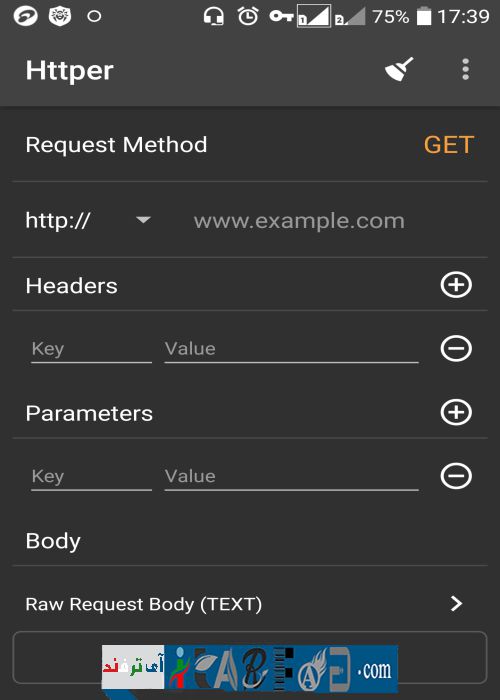 75% 17:39
Httper
Request Method GET
http:// www.example.com
Headers
Key Value
Parameters
Key Value
Body
Raw Request Body (TEXT)
آی ترفند
.com